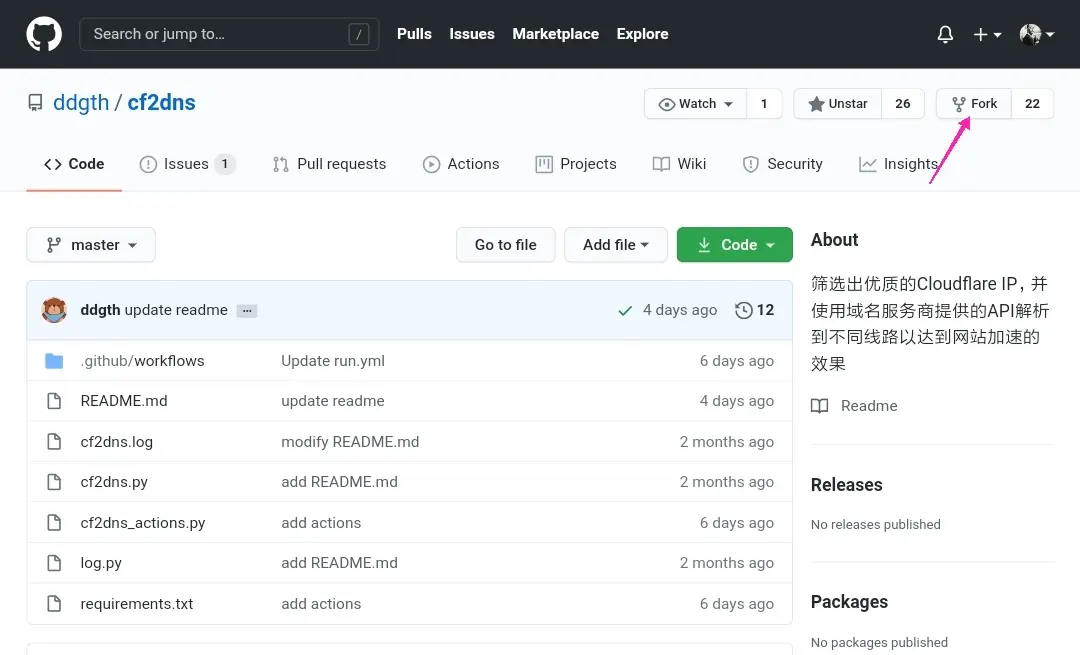 Search or jump to… /
Pulls Issues Marketplace Explore
ddgth / cf2dns
Watch 1 Unstar 26 Fork 22
Code Issues 1 Pull requests Actions Projects Wiki Security Insights
master Go to file Add file Code
ddgth update readme ... 4 days ago 12
.github/workflows Update run.yml 6 days ago
README.md update readme 4 days ago
cf2dns.log modify README.md 2 months ago
cf2dns.py add README.md 2 months ago
cf2dns_actions.py add actions 6 days ago
log.py add README.md 2 months ago
requirements.txt add actions 6 days ago
About
筛选出优质的Cloudflare IP，并
使用域名服务商提供的API解析
到不同线路以达到网站加速的
效果
Readme
Releases
No releases published
Packages
No packages published